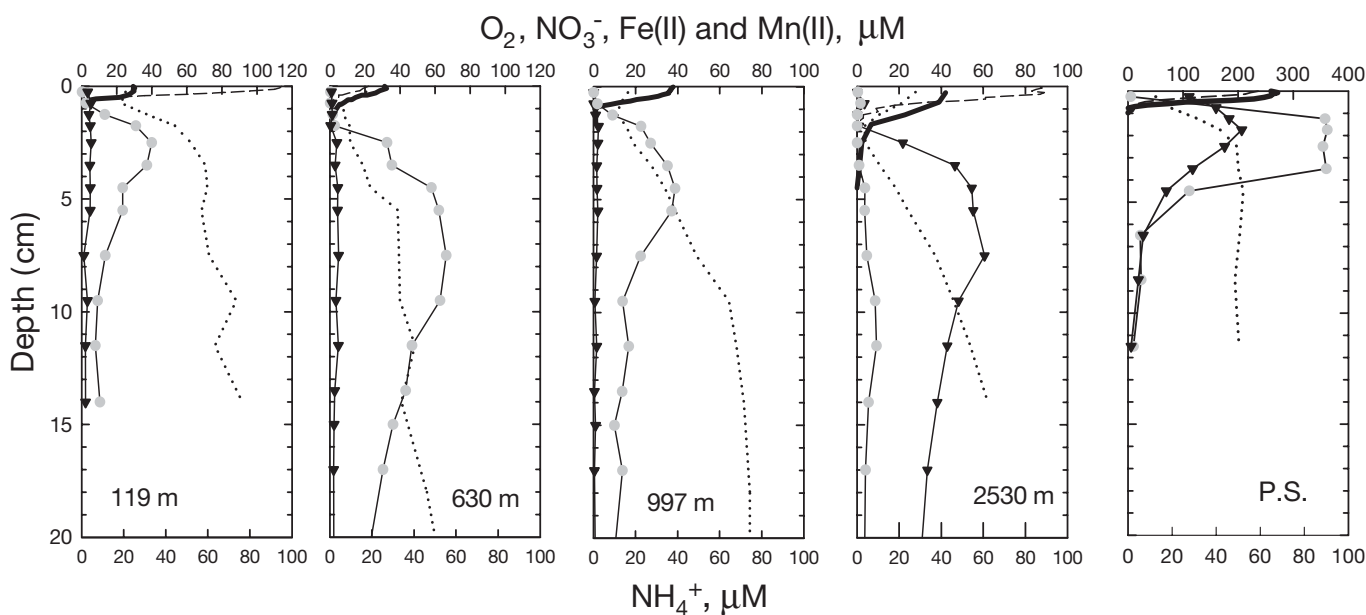 O₂, NO₃⁻, Fe(II) and Mn(II), μM
0 20 40 60 80 100 120
0 20 40 60 80 100 120
0 20 40 60 80 100
0 20 40 60 80 100
0 100 200 300 400
Depth (cm)
0
5
10
15
20
119 m
630 m
997 m
2530 m
P.S.
0 20 40 60 80 100
0 20 40 60 80 100
0 20 40 60 80 100
0 20 40 60 80 100
0 20 40 60 80 100
NH₄⁺, μM